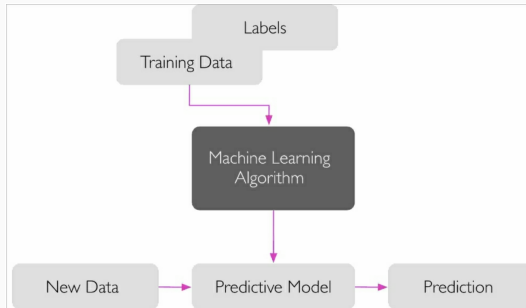 Labels
Training Data
Machine Learning
Algorithm
New Data
Predictive Model
Prediction